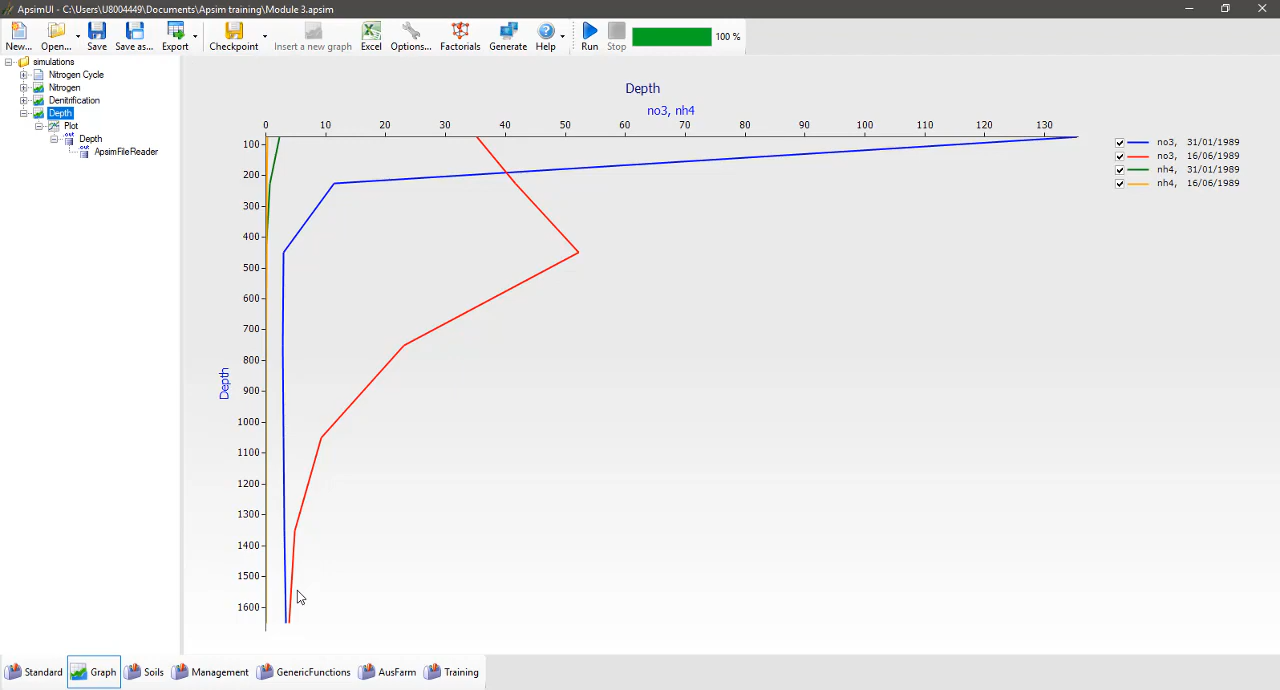 ApsimUI - C:\Users\U8004449\Documents\Apsim training\Module 3.apsim
New... Open... Save Save as... Export Checkpoint Insert a new graph Excel Options... Factorials Generate Help Run Stop 100 %
simulations
Nitrogen Cycle
Nitrogen
Denitrification
Depth
Plot
Depth
ApsimFileReader
Depth
no3, nh4
0 10 20 30 40 50 60 70 80 90 100 110 120 130
100
200
300
400
500
600
700
800
900
1000
1100
1200
1300
1400
1500
1600
Depth
no3, 31/01/1989
no3, 16/06/1989
nh4, 31/01/1989
nh4, 16/06/1989
Standard Graph Soils Management GenericFunctions AusFarm Training